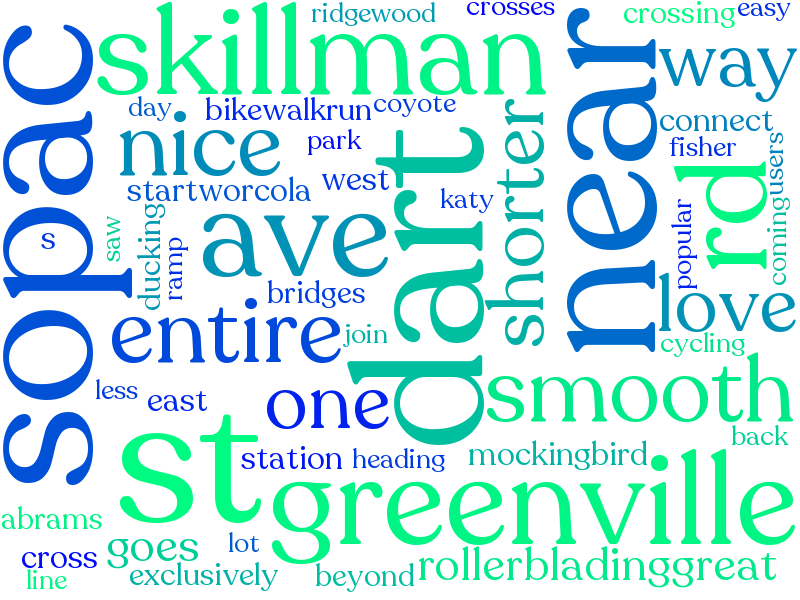 ridgewood
crosses
crossing
easy
skillman
near
way
sopac
day
bikewalkrun
coyote
connect
nice
park
dart
shorter
fisher
users
startworcola
west
katy
rd
s
saw
ducking
ramp
ave
popular
coming
bridges
love
entire
join
cycling
less
east
one
smooth
st
station
heading
mockingbird
back
greenville
abrams
goes
lot
cross
line
exclusively
beyond
rollerbladinggreat